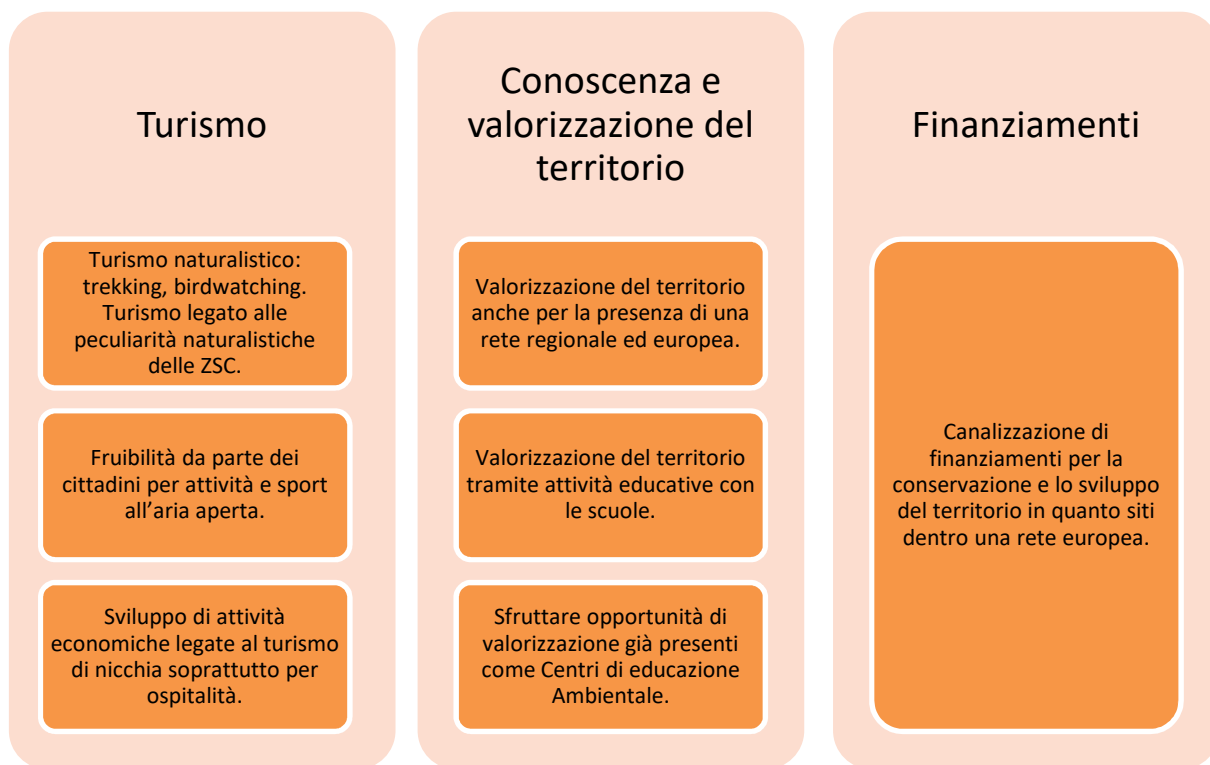 Turismo
Turismo naturalistico:
trekking, birdwatching.
Turismo legato alle
peculiarità naturalistiche
delle ZSC.
Fruibilità da parte dei
cittadini per attività e sport
all’aria aperta.
Sviluppo di attività
economiche legate al turismo
di nicchia soprattutto per
ospitalità.
Conoscenza e
valorizzazione del
territorio
Valorizzazione del territorio
anche per la presenza di una
rete regionale ed europea.
Valorizzazione del territorio
tramite attività educative con
le scuole.
Sfruttare opportunità di
valorizzazione già presenti
come Centri di educazione
Ambientale.
Finanziamenti
Canalizzazione di
finanziamenti per la
conservazione e lo sviluppo
del territorio in quanto siti
dentro una rete europea.